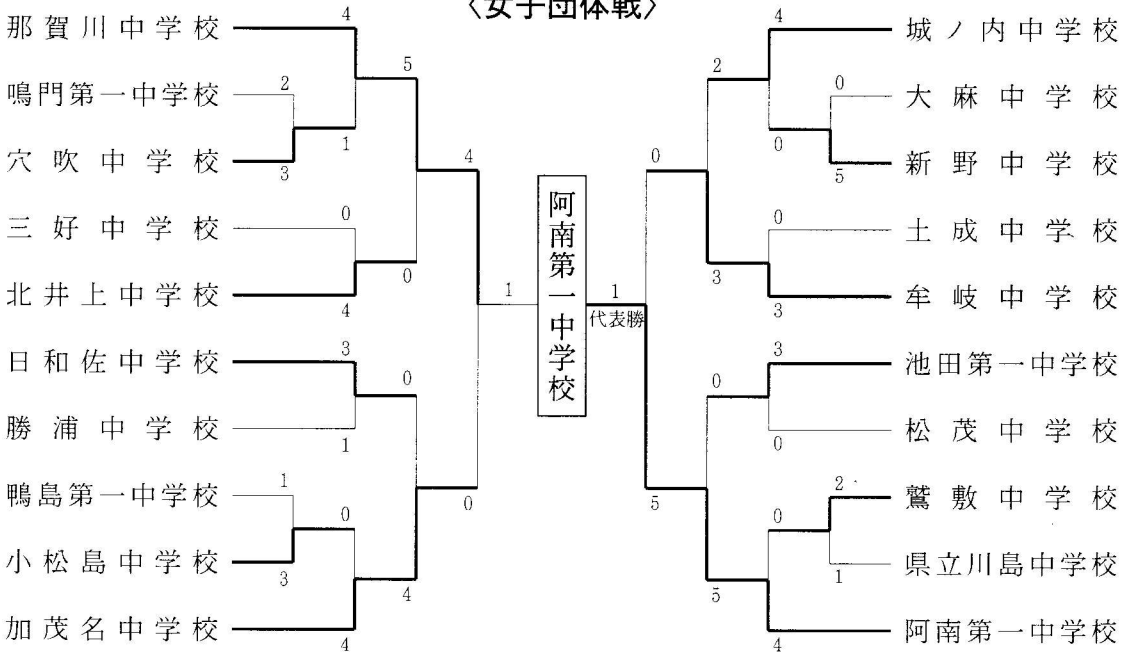 〈女子団体戦〉
那賀川中学校
鳴門第一中学校
穴吹中学校
三好中学校
北井上中学校
日和佐中学校
勝浦中学校
鴨島第一中学校
小松島中学校
加茂名中学校
4
2
3
1
5
0
4
0
4
3
1
0
1
3
0
4
4
4
0
1
阿南第一中学校
1
代表勝
0
5
2
3
0
5
4
0
0
5
0
3
3
0
0
2
1
4
城ノ内中学校
大麻中学校
新野中学校
土成中学校
牟岐中学校
池田第一中学校
松茂中学校
鷲敷中学校
県立川島中学校
阿南第一中学校